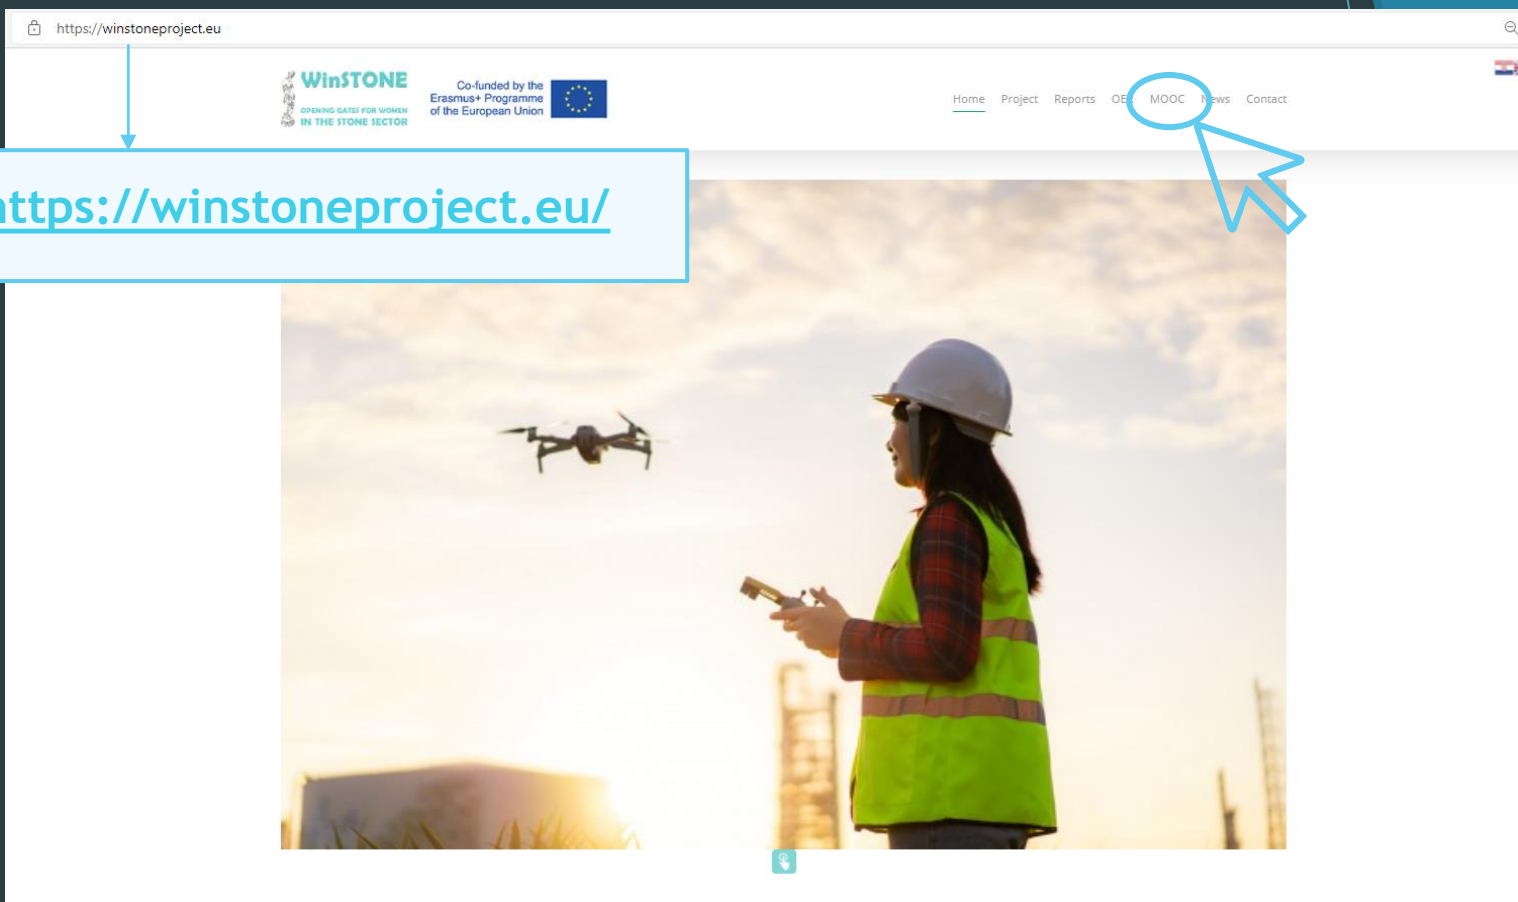 https://winstoneproject.eu
WinSTONE
OPENING GATES FOR WOMEN
IN THE STONE SECTOR
Co-funded by the
Erasmus+ Programme
of the European Union
Home Project Reports MOOC News Contact
https://winstoneproject.eu/